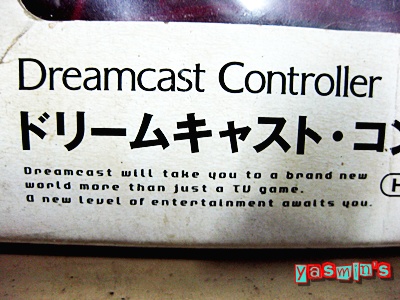 Dreamcast Controller
ドリームキャスト・コン
Dreamcast will take you to a brand new
world more than just a TV game.
A new level of entertainment awaits you.
H
yasmin's